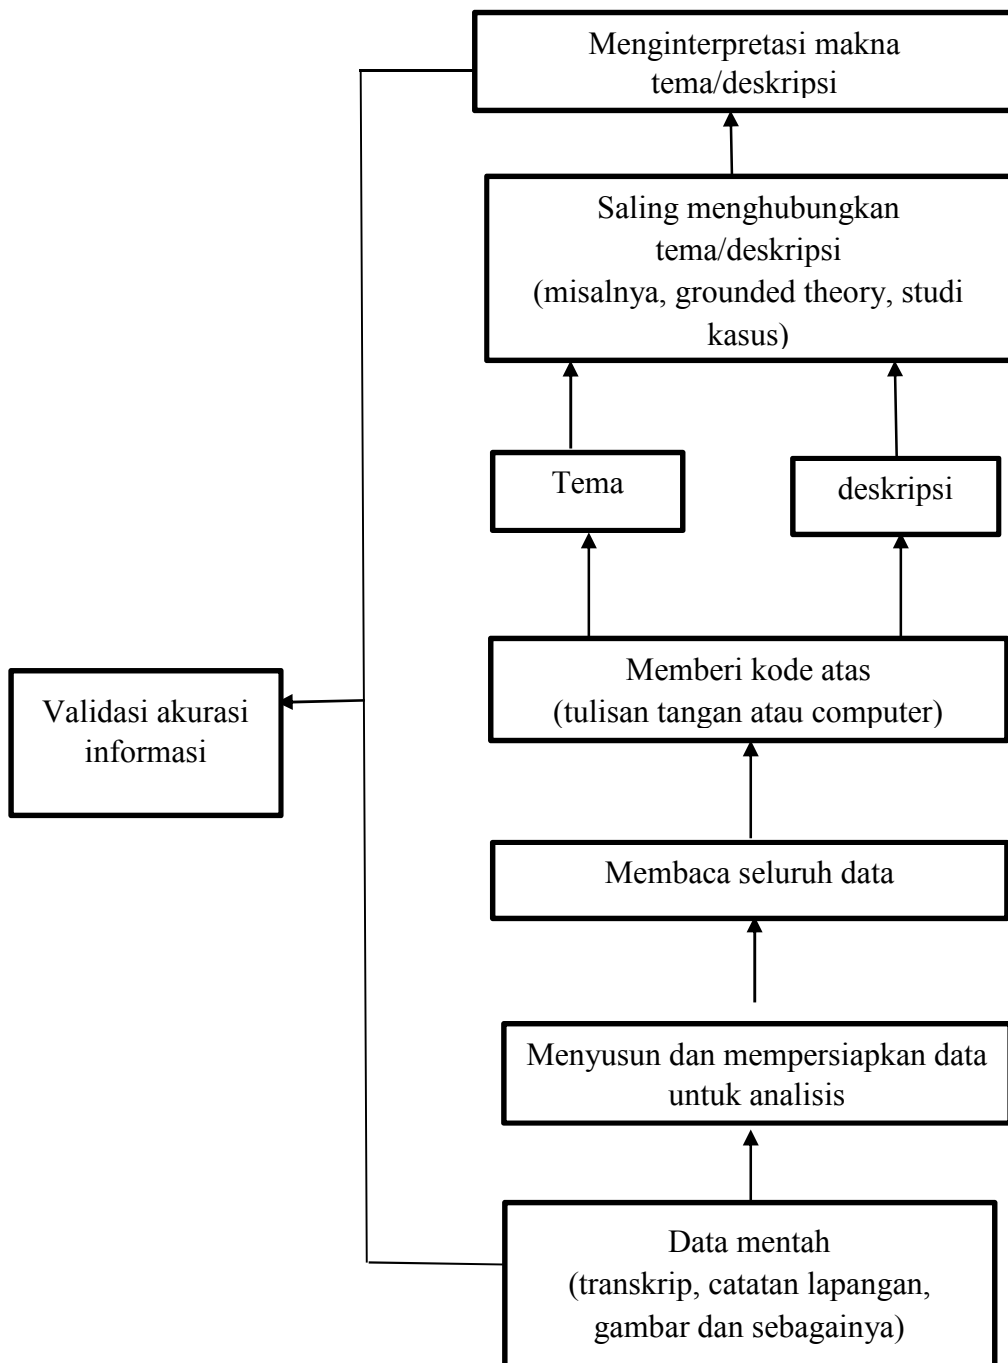 Menginterpretasi makna
tema/deskripsi
Saling menghubungkan
tema/deskripsi
(misalnya, grounded theory, studi
kasus)
Tema
deskripsi
Memberi kode atas
(tulisan tangan atau computer)
Validasi akurasi
informasi
Membaca seluruh data
Menyusun dan mempersiapkan data
untuk analisis
Data mentah
(transkrip, catatan lapangan,
gambar dan sebagainya)